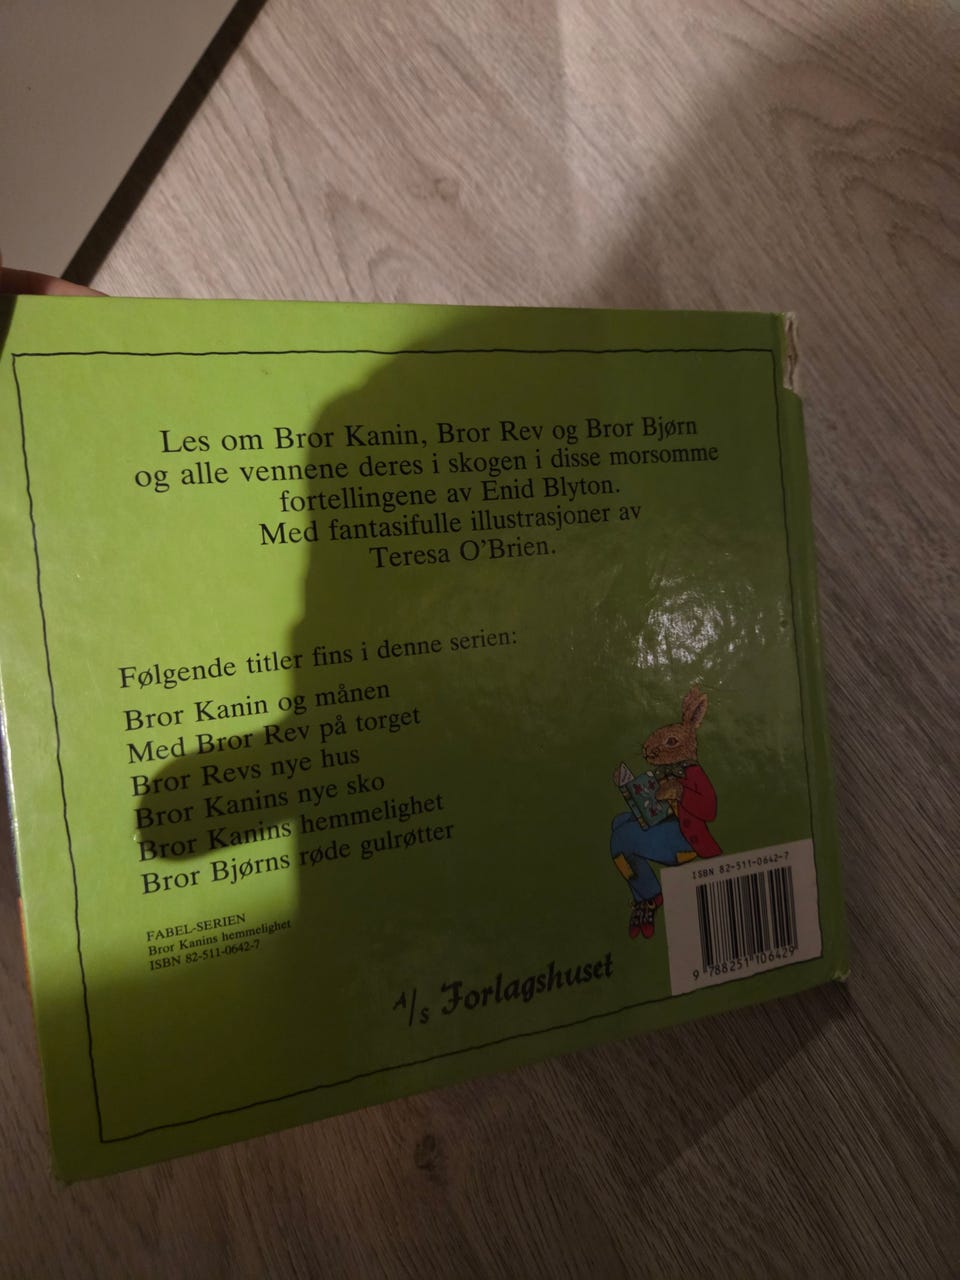 Les om Bror Kanin, Bror Rev og Bror Bjørn
og alle vennene deres i skogen i disse morsomme
fortellingene av Enid Blyton.
Med fantasifulle illustrasjoner av
Teresa O'Brien.
Følgende titler fins i denne serien:
Bror Kanin og månen
Med Bror Rev på torget
Bror Revs nye hus
Bror Kanins nye sko
Bror Kanins hemmelighet
Bror Bjørns røde gulrøtter
FABEL-SERIEN
Bror Kanins hemmelighet
ISBN 82-511-0642-7
A/s Forlagshuset
ISBN 82-511-0642-7
9 788251 106429